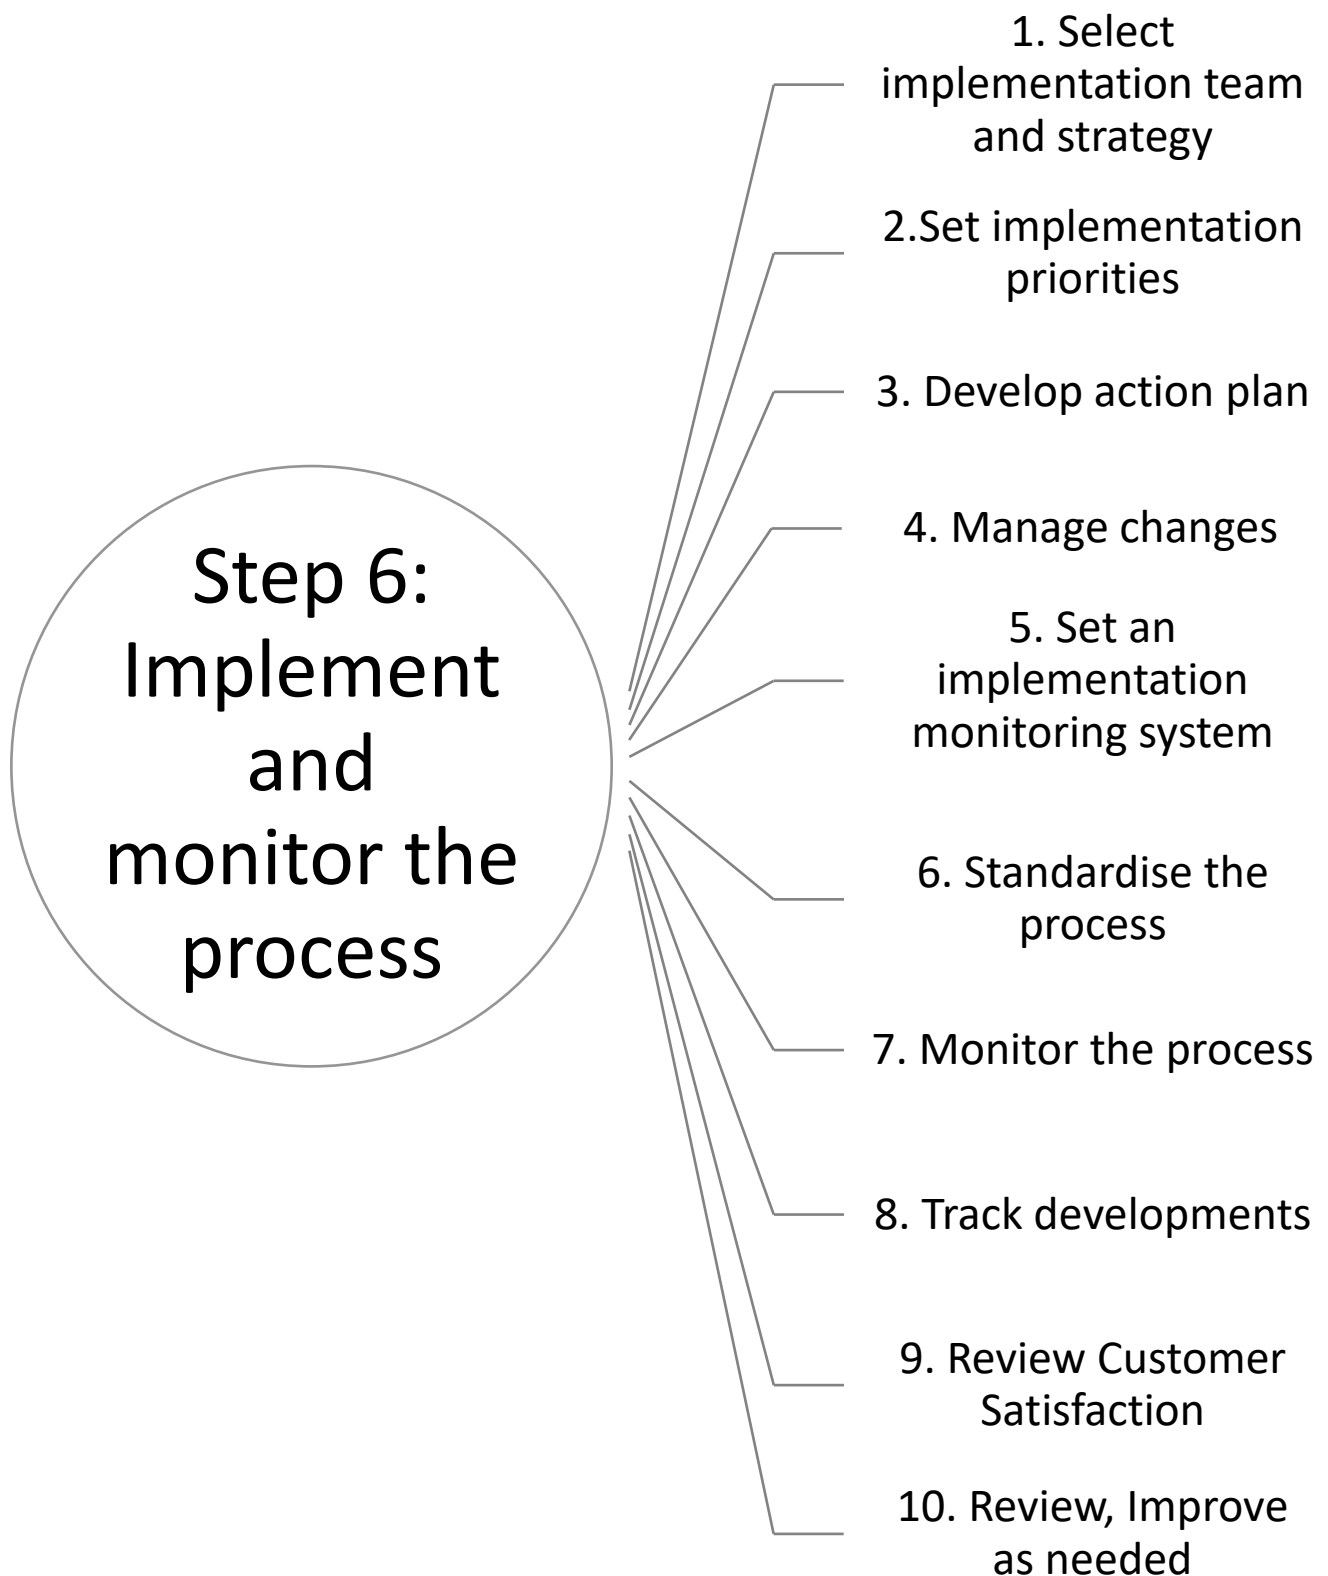 Step 6:
Implement
and
monitor the
process
1. Select
implementation team
and strategy
2.Set implementation
priorities
3. Develop action plan
4. Manage changes
5. Set an
implementation
monitoring system
6. Standardise the
process
7. Monitor the process
8. Track developments
9. Review Customer
Satisfaction
10. Review, Improve
as needed